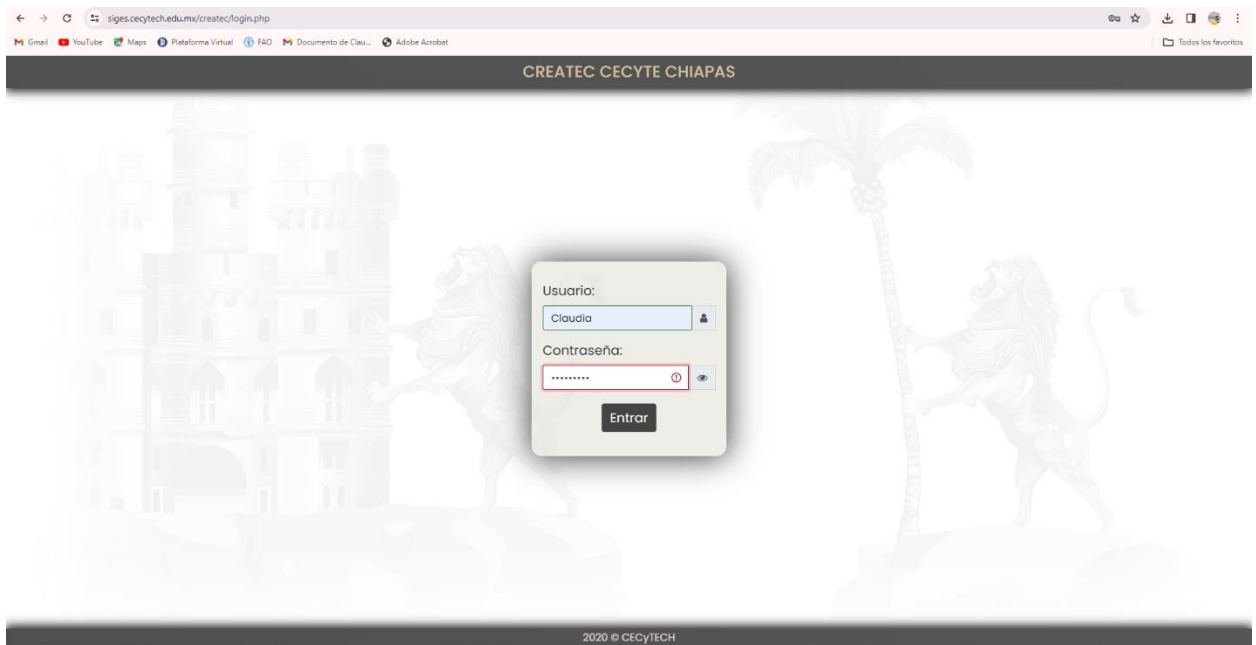 siges.cecytech.edu.mx/createc/login.php
Gmail YouTube Maps Plataforma Virtual FAO Documento de Clau... Adobe Acrobat Todos los favoritos
CREATEC CECYTE CHIAPAS
Usuario:
Claudia
Contraseña:
•••••••••
Entrar
2020 © CECyTECH